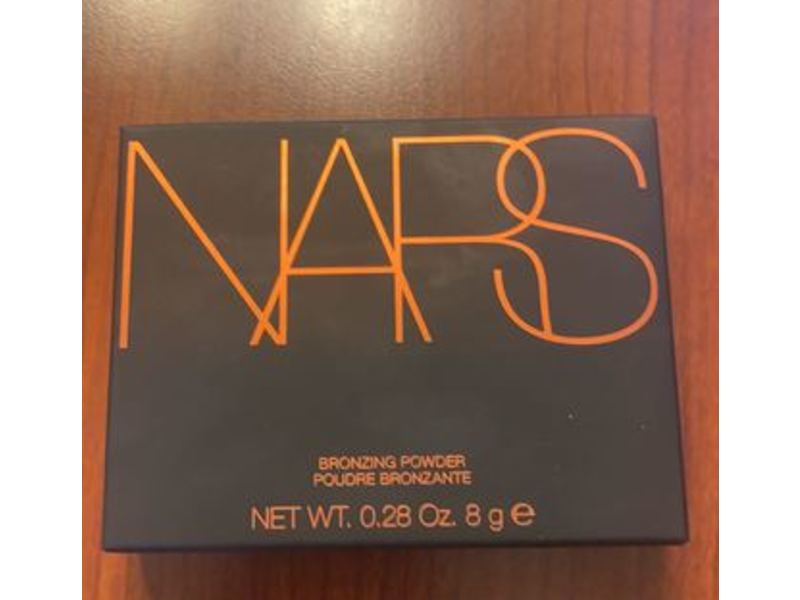 NARS
BRONZING POWDER
POUDRE BRONZANTE
NET WT. 0.28 Oz. 8 g ℮